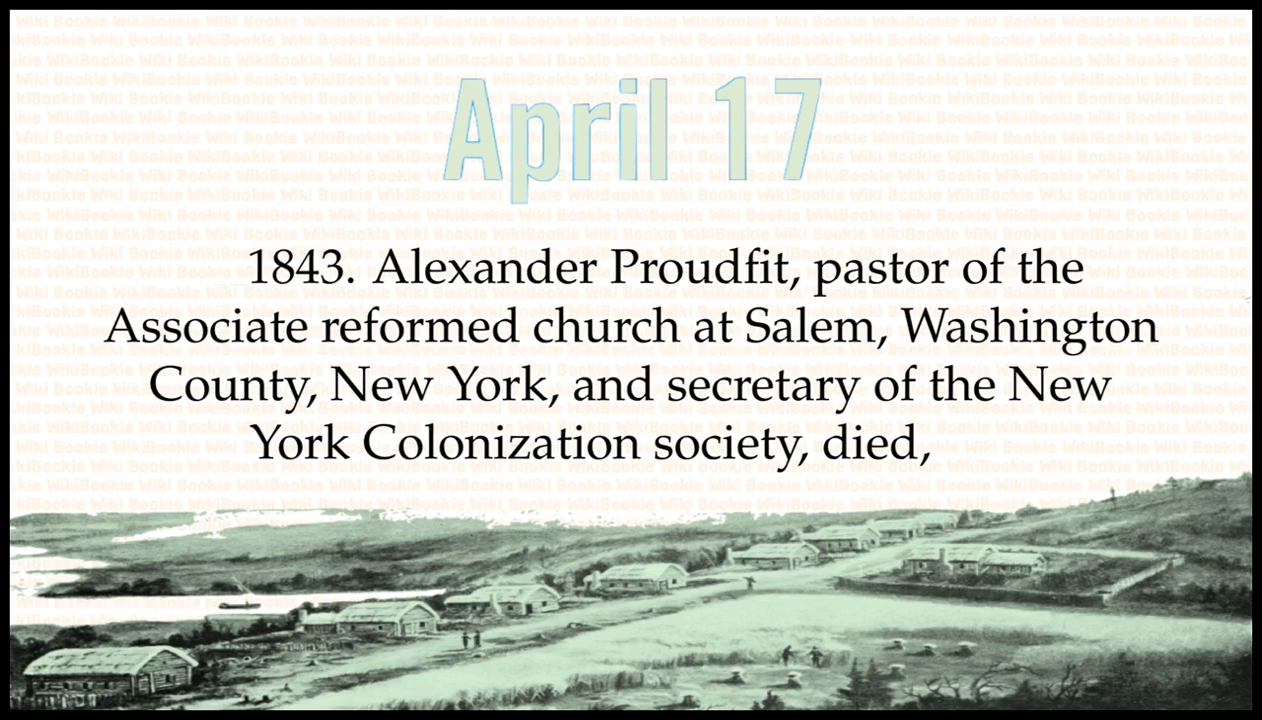 April 17
1843. Alexander Proudfit, pastor of the
Associate reformed church at Salem, Washington
County, New York, and secretary of the New
York Colonization society, died,